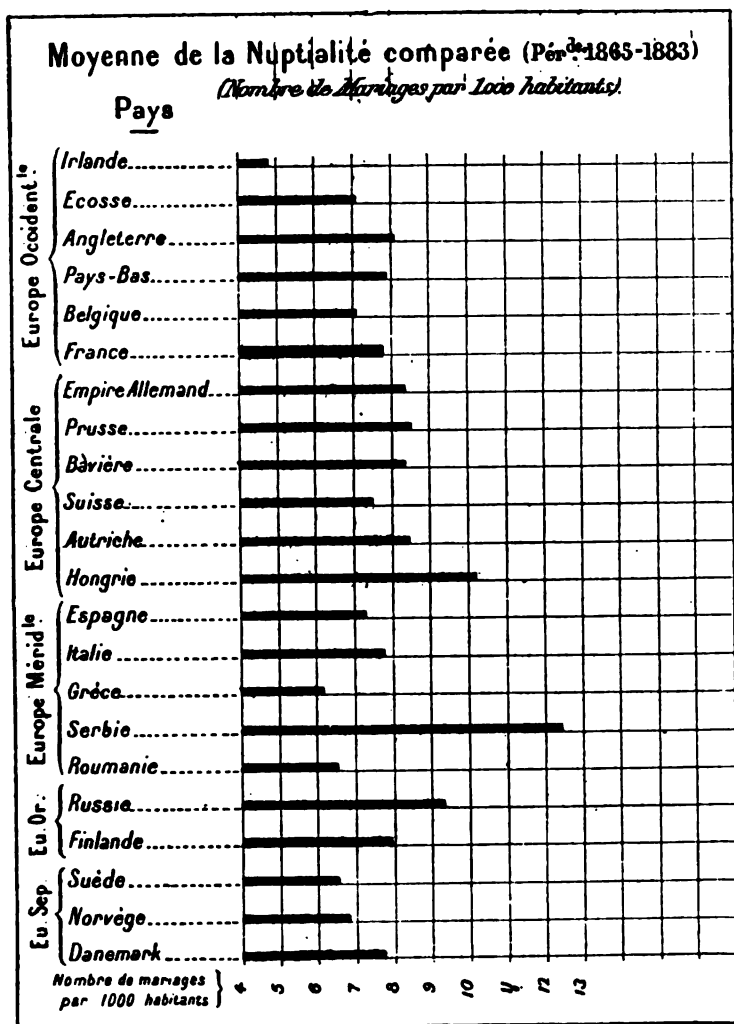 Moyenne de la Nuptialité comparée (Pér.de 1865-1883)
(Nombre de Mariages par 1000 habitants).
Pays
Europe Occident.le
Irlande
Ecosse
Angleterre
Pays-Bas
Belgique
France
Europe Centrale
Empire Allemand
Prusse
Bavière
Suisse
Autriche
Hongrie
Europe Mérid.le
Espagne
Italie
Grèce
Serbie
Roumanie
Eu. Or.
Russie
Finlande
Eu. Sep.
Suède
Norvège
Danemark
Nombre de mariages
par 1000 habitants
4 5 6 7 8 9 10 11 12 13